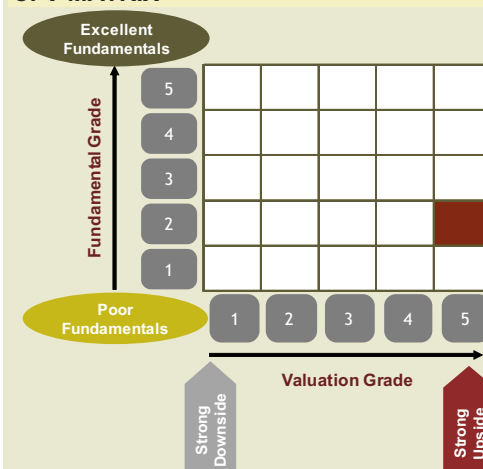 Excellent
Fundamentals
Fundamental Grade
5
4
3
2
1
Poor
Fundamentals
1 2 3 4 5
Valuation Grade
Strong
Downside
Strong
Upside